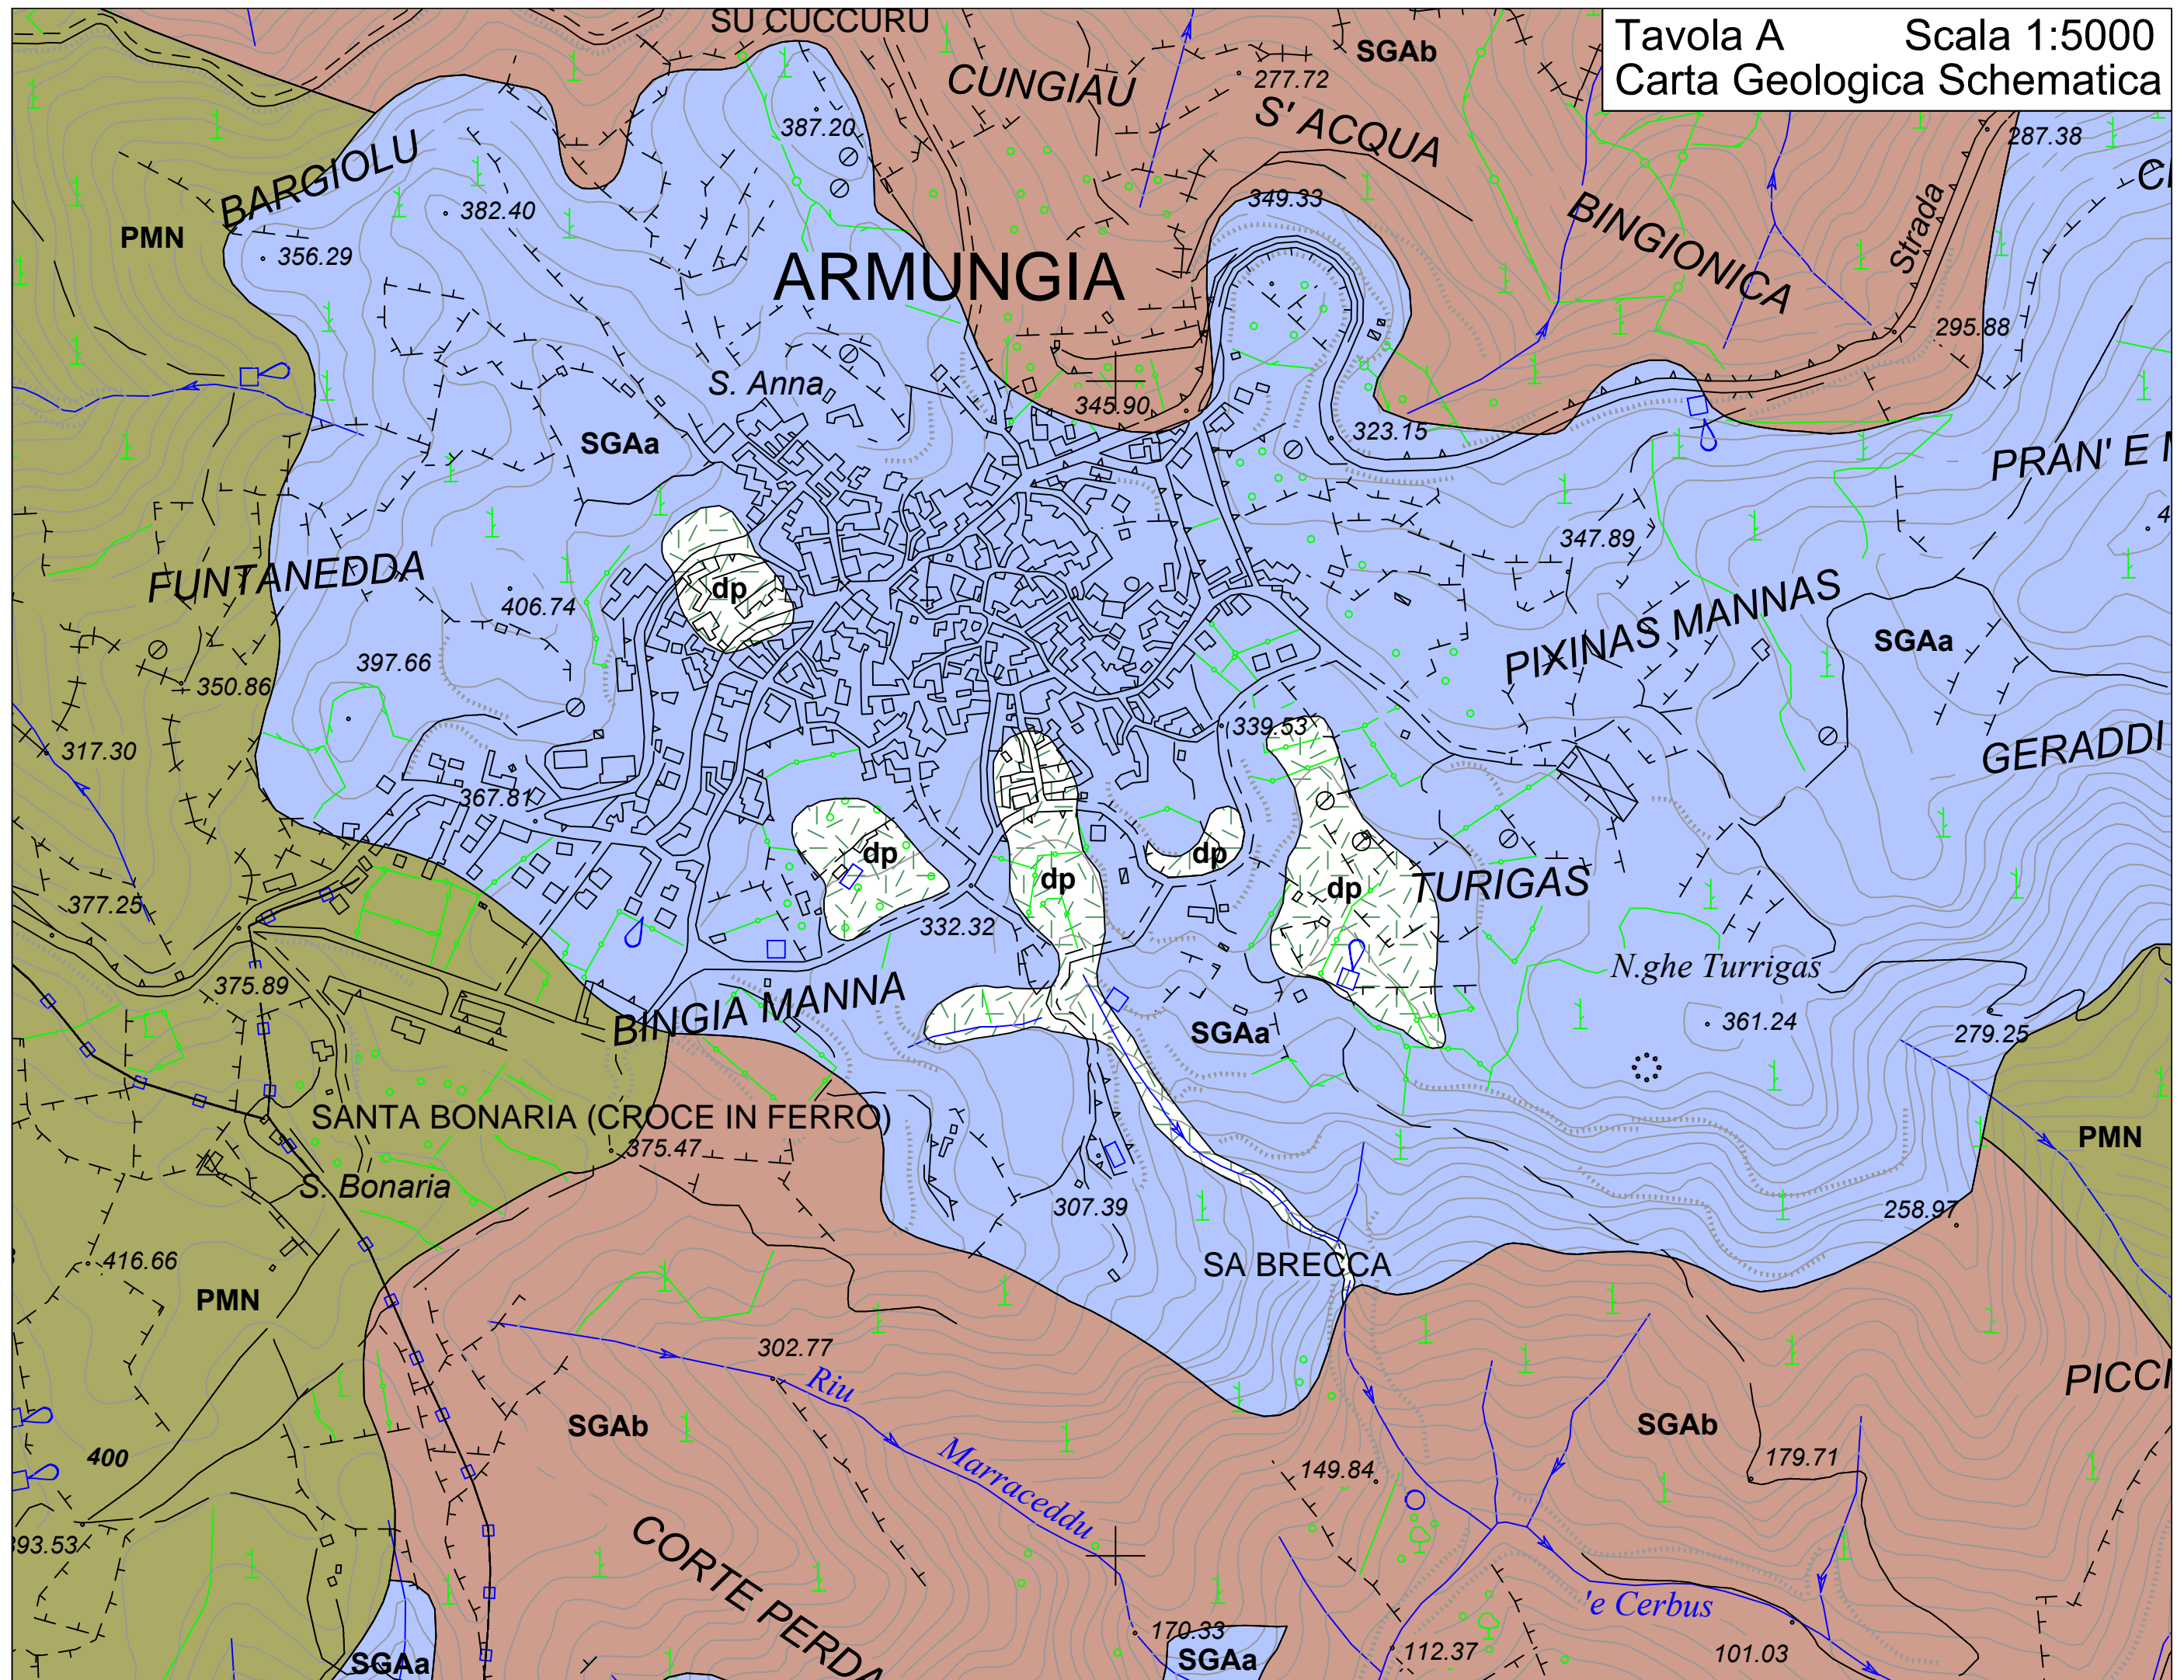 SU CUCCURU
Tavola A Scala 1:5000
Carta Geologica Schematica
CUNGIAU
SGAb
277.72
S' ACQUA
387.20
287.38
BARGIOLU
382.40
349.33
PMN
356.29
ARMUNGIA
BINGIONICA
Strada
295.88
S. Anna
345.90
SGAa
323.15
PRAN' E
347.89
FUNTANEDDA
dp
406.74
PIXINAS MANNAS
SGAa
397.66
350.86
339.53
317.30
GERADDI
367.81
dp
dp
dp
dp
TURIGAS
377.25
332.32
N.ghe Turrigas
375.89
BINGIA MANNA
SGAa
361.24
279.25
SANTA BONARIA (CROCE IN FERRO)
375.47
PMN
S. Bonaria
307.39
258.97
416.66
SA BRECCA
PMN
302.77
Riu
PICCI
SGAb
SGAb
400
Marraceddu
149.84
179.71
393.53
CORTE PERDA
'e Cerbus
170.33
112.37
101.03
SGAa
SGAa